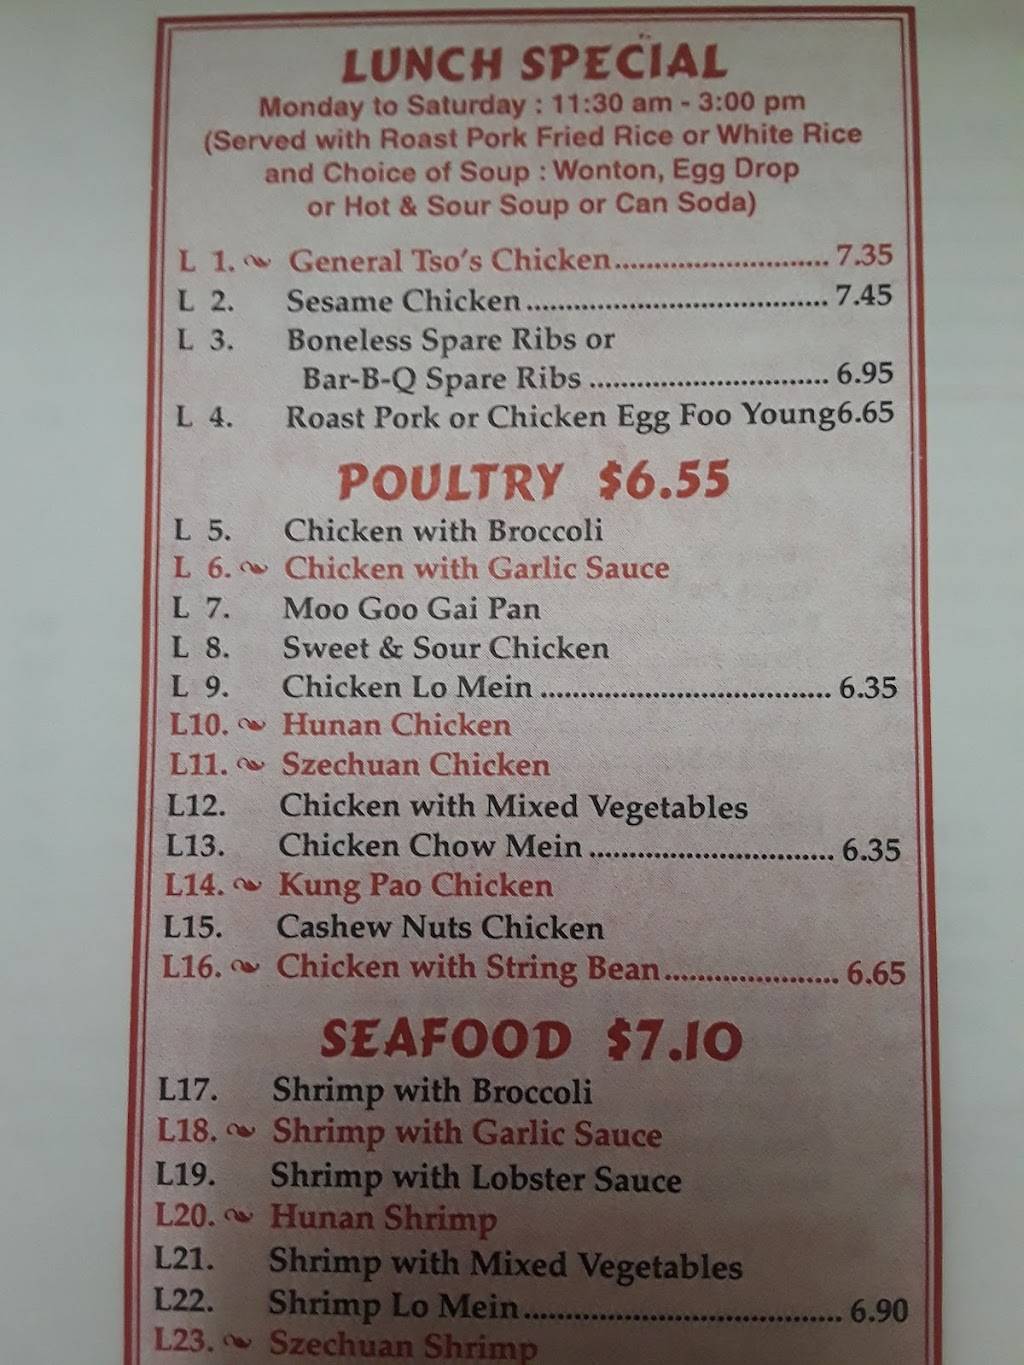 LUNCH SPECIAL
Monday to Saturday : 11:30 am - 3:00 pm
(Served with Roast Pork Fried Rice or White Rice
and Choice of Soup : Wonton, Egg Drop
or Hot & Sour Soup or Can Soda)
L 1. General Tso's Chicken............................ 7.35
L 2. Sesame Chicken....................................... 7.45
L 3. Boneless Spare Ribs or
Bar-B-Q Spare Ribs ............................... 6.95
L 4. Roast Pork or Chicken Egg Foo Young6.65
POULTRY $6.55
L 5. Chicken with Broccoli
L 6. Chicken with Garlic Sauce
L 7. Moo Goo Gai Pan
L 8. Sweet & Sour Chicken
L 9. Chicken Lo Mein ..................................... 6.35
L10. Hunan Chicken
L11. Szechuan Chicken
L12. Chicken with Mixed Vegetables
L13. Chicken Chow Mein ............................... 6.35
L14. Kung Pao Chicken
L15. Cashew Nuts Chicken
L16. Chicken with String Bean...................... 6.65
SEAFOOD $7.10
L17. Shrimp with Broccoli
L18. Shrimp with Garlic Sauce
L19. Shrimp with Lobster Sauce
L20. Hunan Shrimp
L21. Shrimp with Mixed Vegetables
L22. Shrimp Lo Mein........................................ 6.90
L23. Szechuan Shrimp